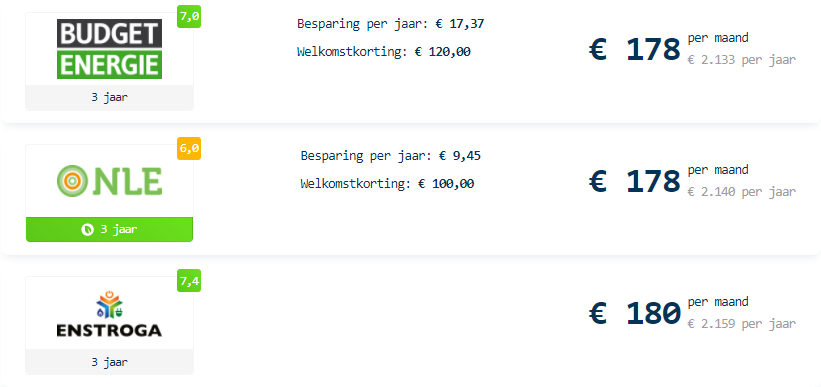 7,0
BUDGET
ENERGIE
3 jaar
Besparing per jaar: € 17,37
Welkomstkorting: € 120,00
€ 178 per maand
€ 2.133 per jaar
6,0
NLE
3 jaar
Besparing per jaar: € 9,45
Welkomstkorting: € 100,00
€ 178 per maand
€ 2.140 per jaar
7,4
ENSTROGA
3 jaar
€ 180 per maand
€ 2.159 per jaar